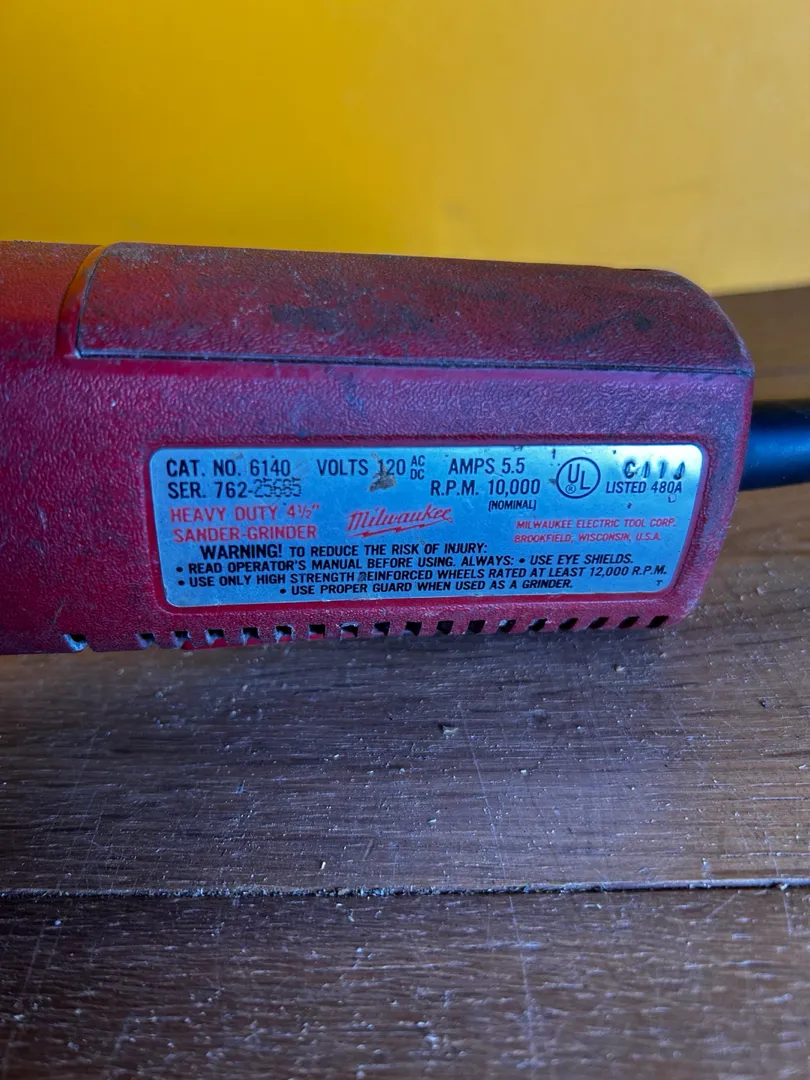 CAT. NO. 6140 VOLTS 120 AC DC AMPS 5.5 UL
SER. 762-25685 R.P.M. 10,000 LISTED 480A
(NOMINAL)
HEAVY DUTY 4½" Milwaukee MILWAUKEE ELECTRIC TOOL CORP.
SANDER-GRINDER BROOKFIELD, WISCONSIN, U.S.A.
WARNING! TO REDUCE THE RISK OF INJURY:
• READ OPERATOR'S MANUAL BEFORE USING. ALWAYS: • USE EYE SHIELDS.
• USE ONLY HIGH STRENGTH REINFORCED WHEELS RATED AT LEAST 12,000 R.P.M.
• USE PROPER GUARD WHEN USED AS A GRINDER. T